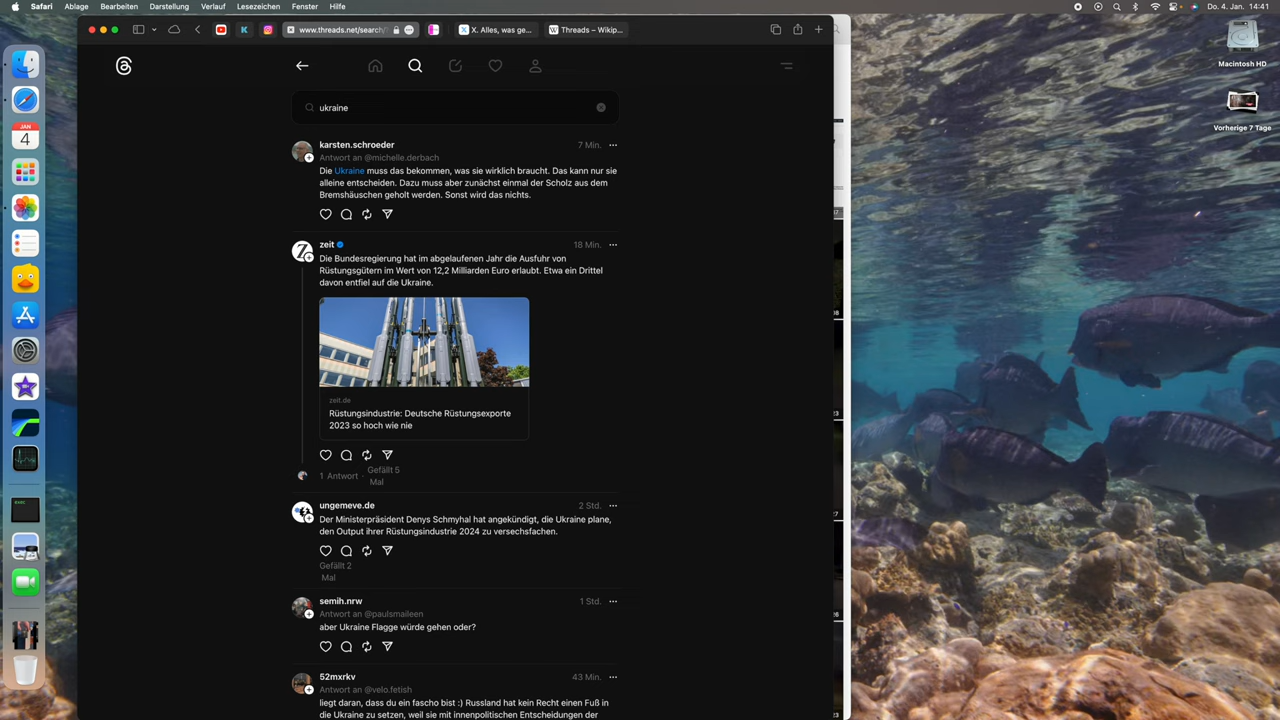 Safari Ablage Bearbeiten Darstellung Verlauf Lesezeichen Fenster Hilfe
Do. 4. Jan. 14:41
www.threads.net/search/
X. Alles, was ge...
Threads – Wikip...
Macintosh HD
Vorherige 7 Tage
JAN
4
ukraine
karsten.schroeder 7 Min.
Antwort an @michelle.derbach
Die Ukraine muss das bekommen, was sie wirklich braucht. Das kann nur sie
alleine entscheiden. Dazu muss aber zunächst einmal der Scholz aus dem
Bremshäuschen geholt werden. Sonst wird das nichts.
zeit 18 Min.
Die Bundesregierung hat im abgelaufenen Jahr die Ausfuhr von
Rüstungsgütern im Wert von 12,2 Milliarden Euro erlaubt. Etwa ein Drittel
davon entfiel auf die Ukraine.
zeit.de
Rüstungsindustrie: Deutsche Rüstungsexporte
2023 so hoch wie nie
1 Antwort · Gefällt 5
Mal
ungemeve.de 2 Std.
Der Ministerpräsident Denys Schmyhal hat angekündigt, die Ukraine plane,
den Output ihrer Rüstungsindustrie 2024 zu versechsfachen.
Gefällt 2
Mal
semih.nrw 1 Std.
Antwort an @paulsmaileen
aber Ukraine Flagge würde gehen oder?
52mxrkv 43 Min.
Antwort an @velo.fetish
liegt daran, dass du ein fascho bist :) Russland hat kein Recht einen Fuß in
die Ukraine zu setzen, weil sie mit innenpolitischen Entscheidungen der